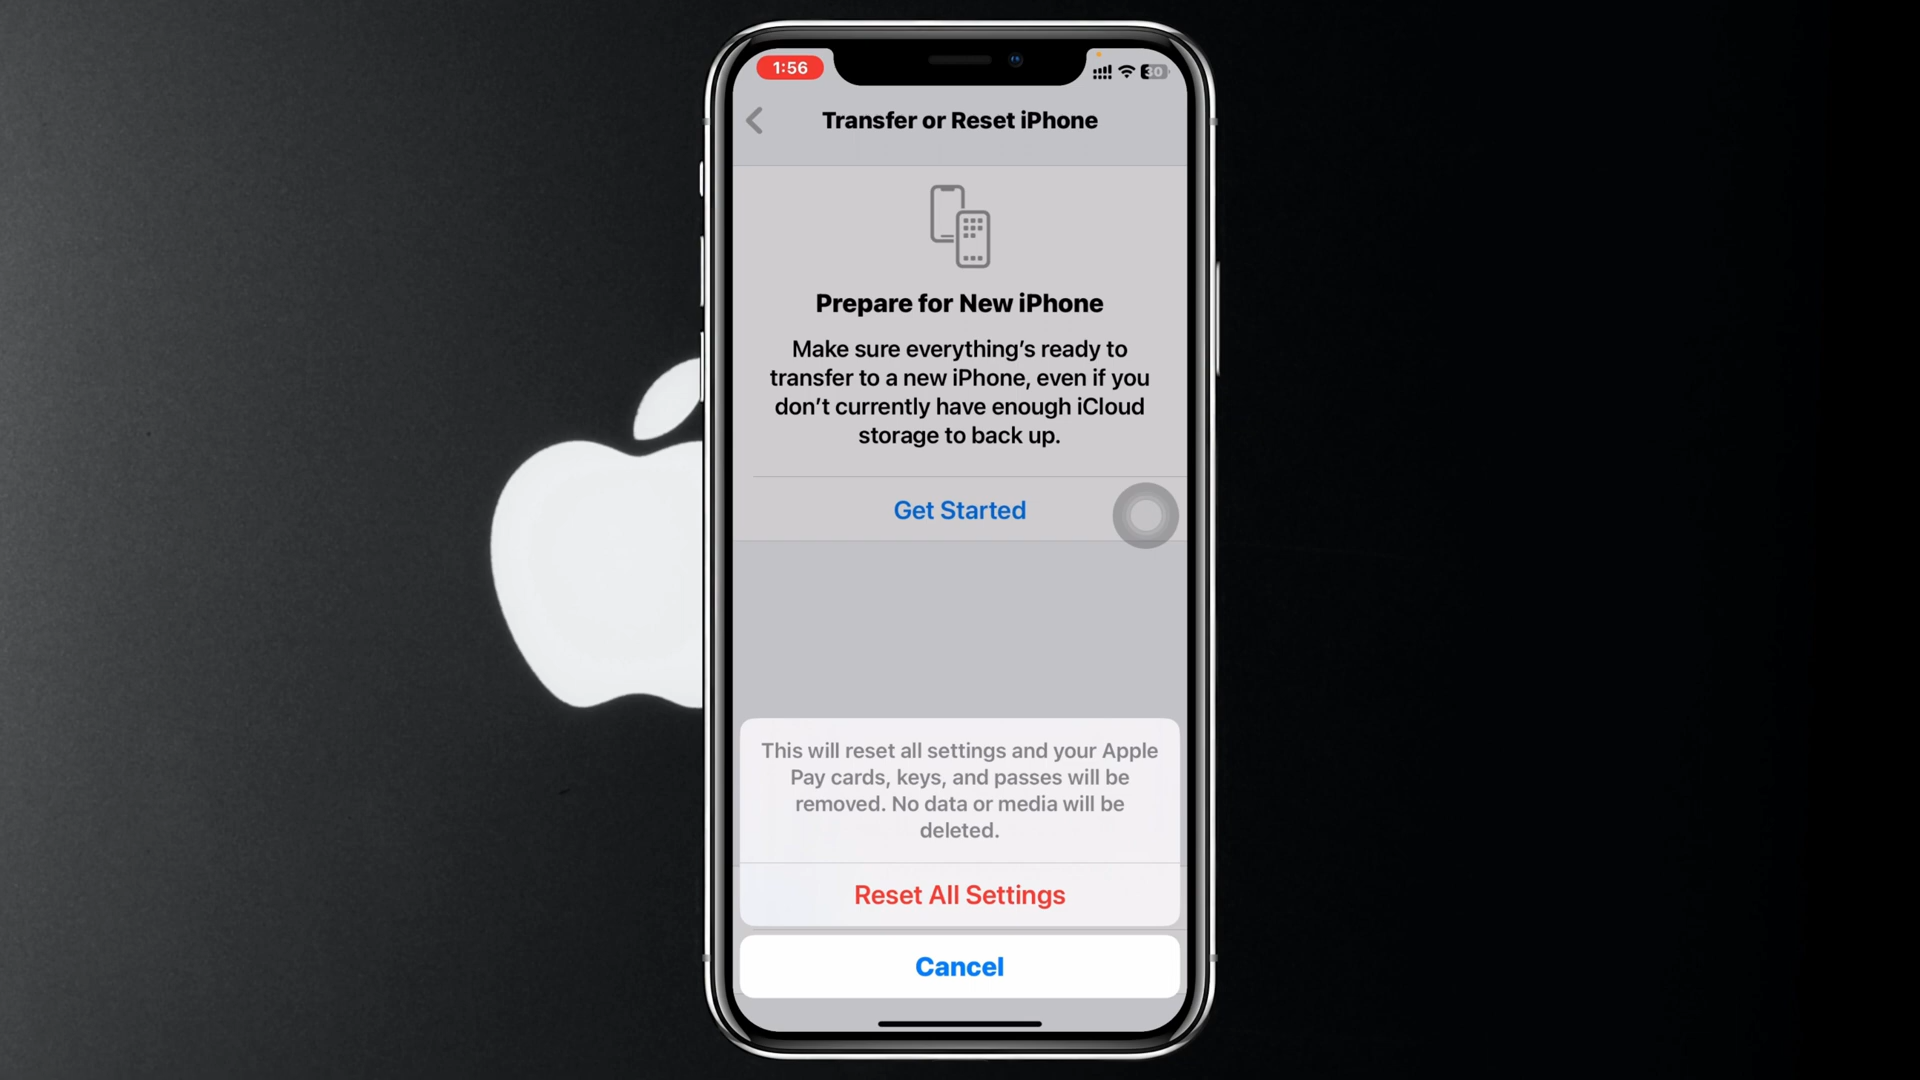 1:56
30
Transfer or Reset iPhone
Prepare for New iPhone
Make sure everything’s ready to
transfer to a new iPhone, even if you
don’t currently have enough iCloud
storage to back up.
Get Started
This will reset all settings and your Apple
Pay cards, keys, and passes will be
removed. No data or media will be
deleted.
Reset All Settings
Cancel